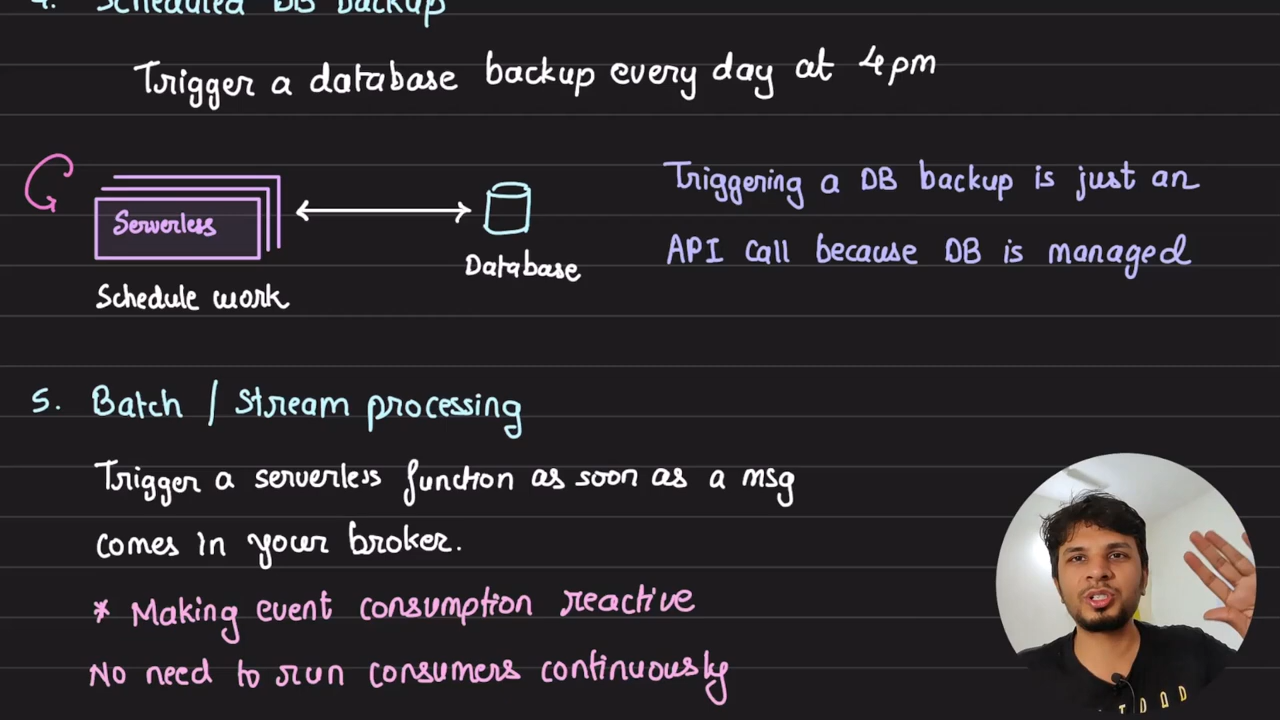 4. Scheduled DB backup
Trigger a database backup every day at 4pm
Serverless
Schedule work
Database
Triggering a DB backup is just an
API call because DB is managed
5. Batch / Stream processing
Trigger a serverless function as soon as a msg
comes in your broker.
* Making event consumption reactive
No need to run consumers continuously